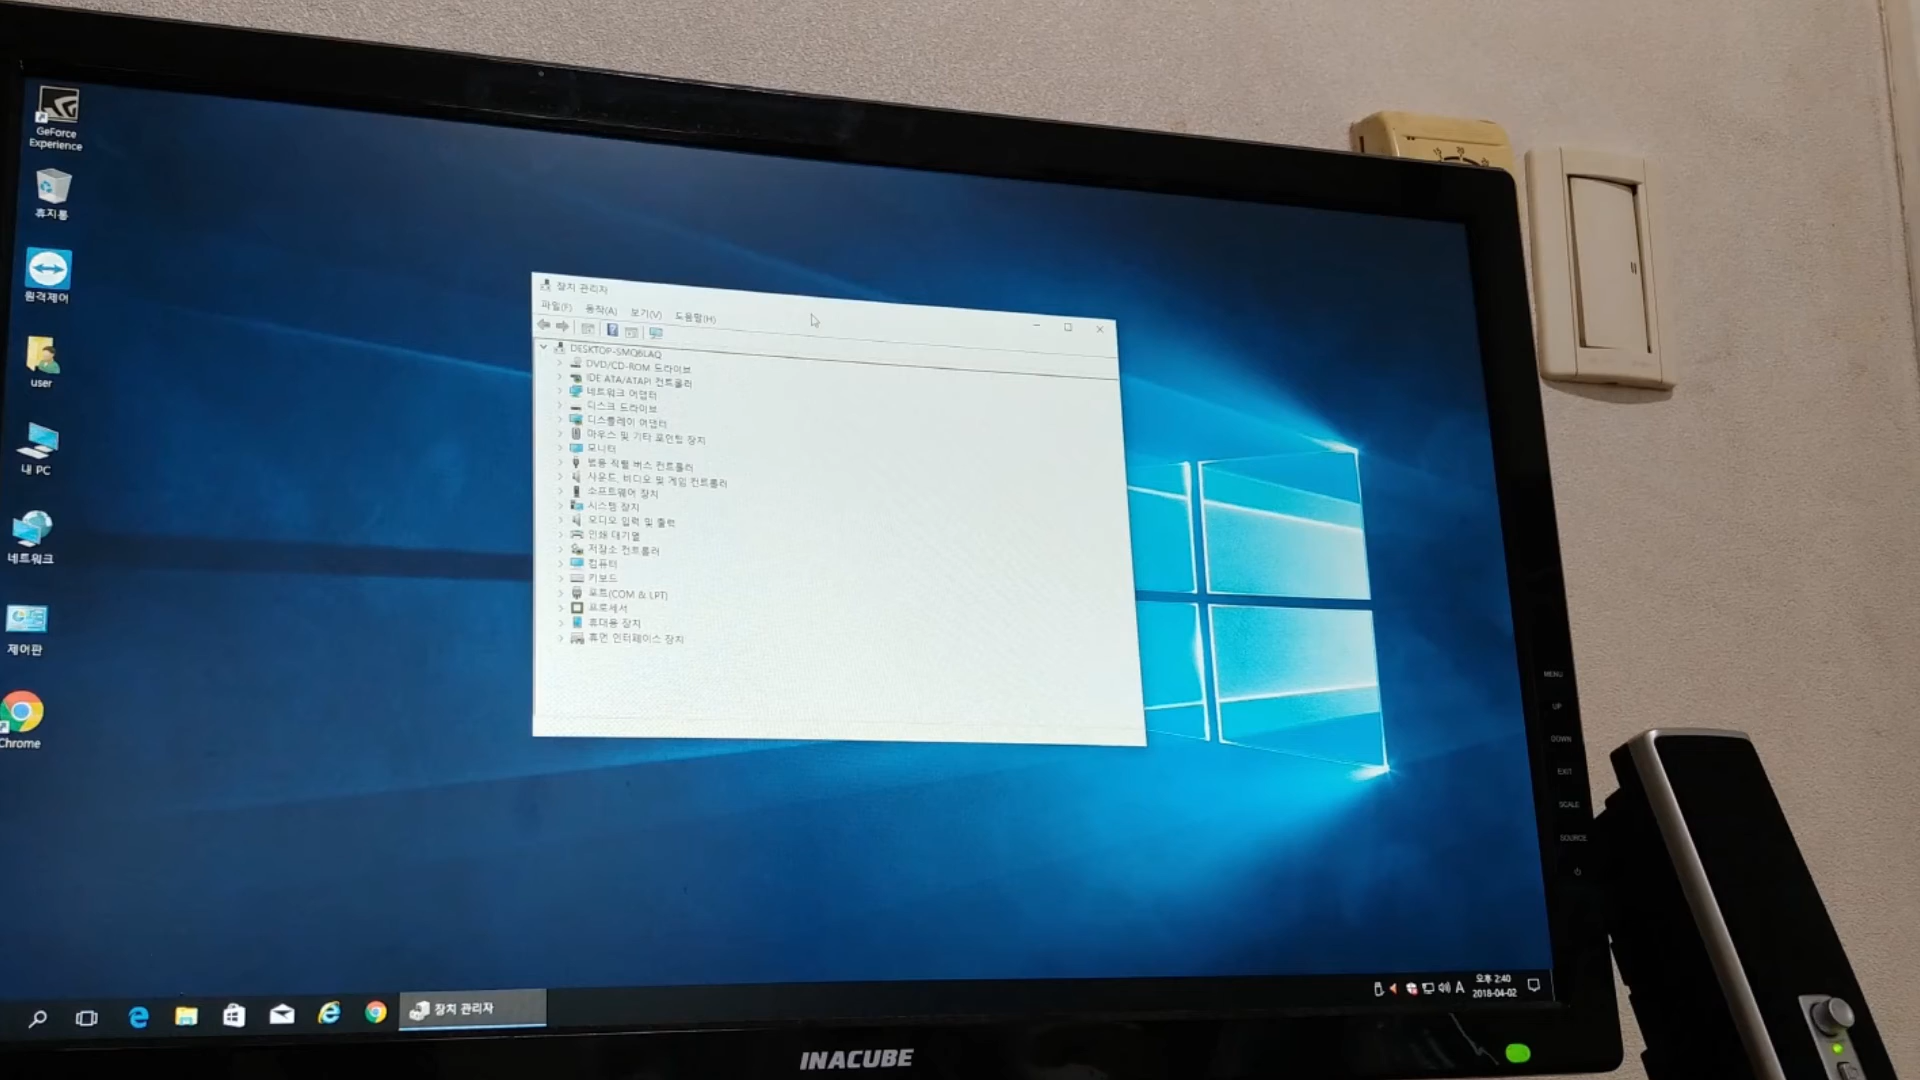 GeForce
Experience
휴지통
원격제어
user
내 PC
네트워크
제어판
Chrome
장치 관리자
파일(F) 동작(A) 보기(V) 도움말(H)
DESKTOP-SMQ6LAQ
DVD/CD-ROM 드라이브
IDE ATA/ATAPI 컨트롤러
네트워크 어댑터
디스크 드라이브
디스플레이 어댑터
마우스 및 기타 포인팅 장치
모니터
범용 직렬 버스 컨트롤러
사운드, 비디오 및 게임 컨트롤러
소프트웨어 장치
시스템 장치
오디오 입력 및 출력
인쇄 대기열
저장소 컨트롤러
컴퓨터
키보드
포트(COM & LPT)
프로세서
휴대용 장치
휴먼 인터페이스 장치
MENU
UP
DOWN
EXIT
SCALE
SOURCE
장치 관리자
A
오후 2:40
2018-04-02
INACUBE